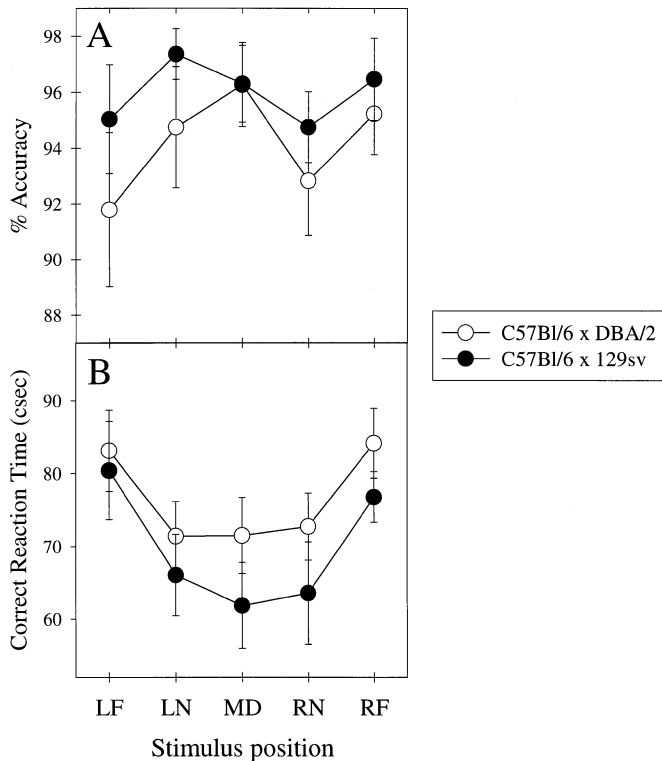 A
98
96
94
92
90
88
% Accuracy
C57Bl/6 x DBA/2
C57Bl/6 x 129sv
B
90
80
70
60
Correct Reaction Time (csec)
LF LN MD RN RF
Stimulus position